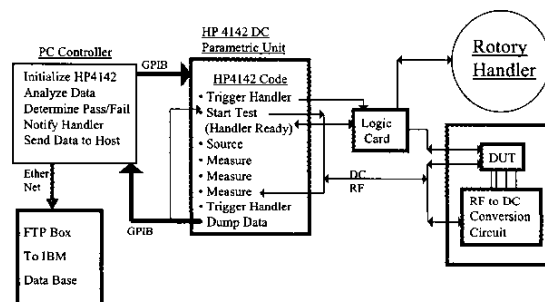 PC Controller
Initialize HP4142
Analyze Data
Determine Pass/Fail
Notify Handler
Send Data to Host
GPIB
HP 4142 DC
Parametric Unit
HP4142 Code
• Trigger Handler
• Start Test
(Handler Ready)
• Source
• Measure
• Measure
• Measure
• Trigger Handler
• Dump Data
Rotory
Handler
Logic
Card
DUT
RF to DC
Conversion
Circuit
DC
RF
Ether
Net
GPIB
FTP Box
To IBM
Data Base